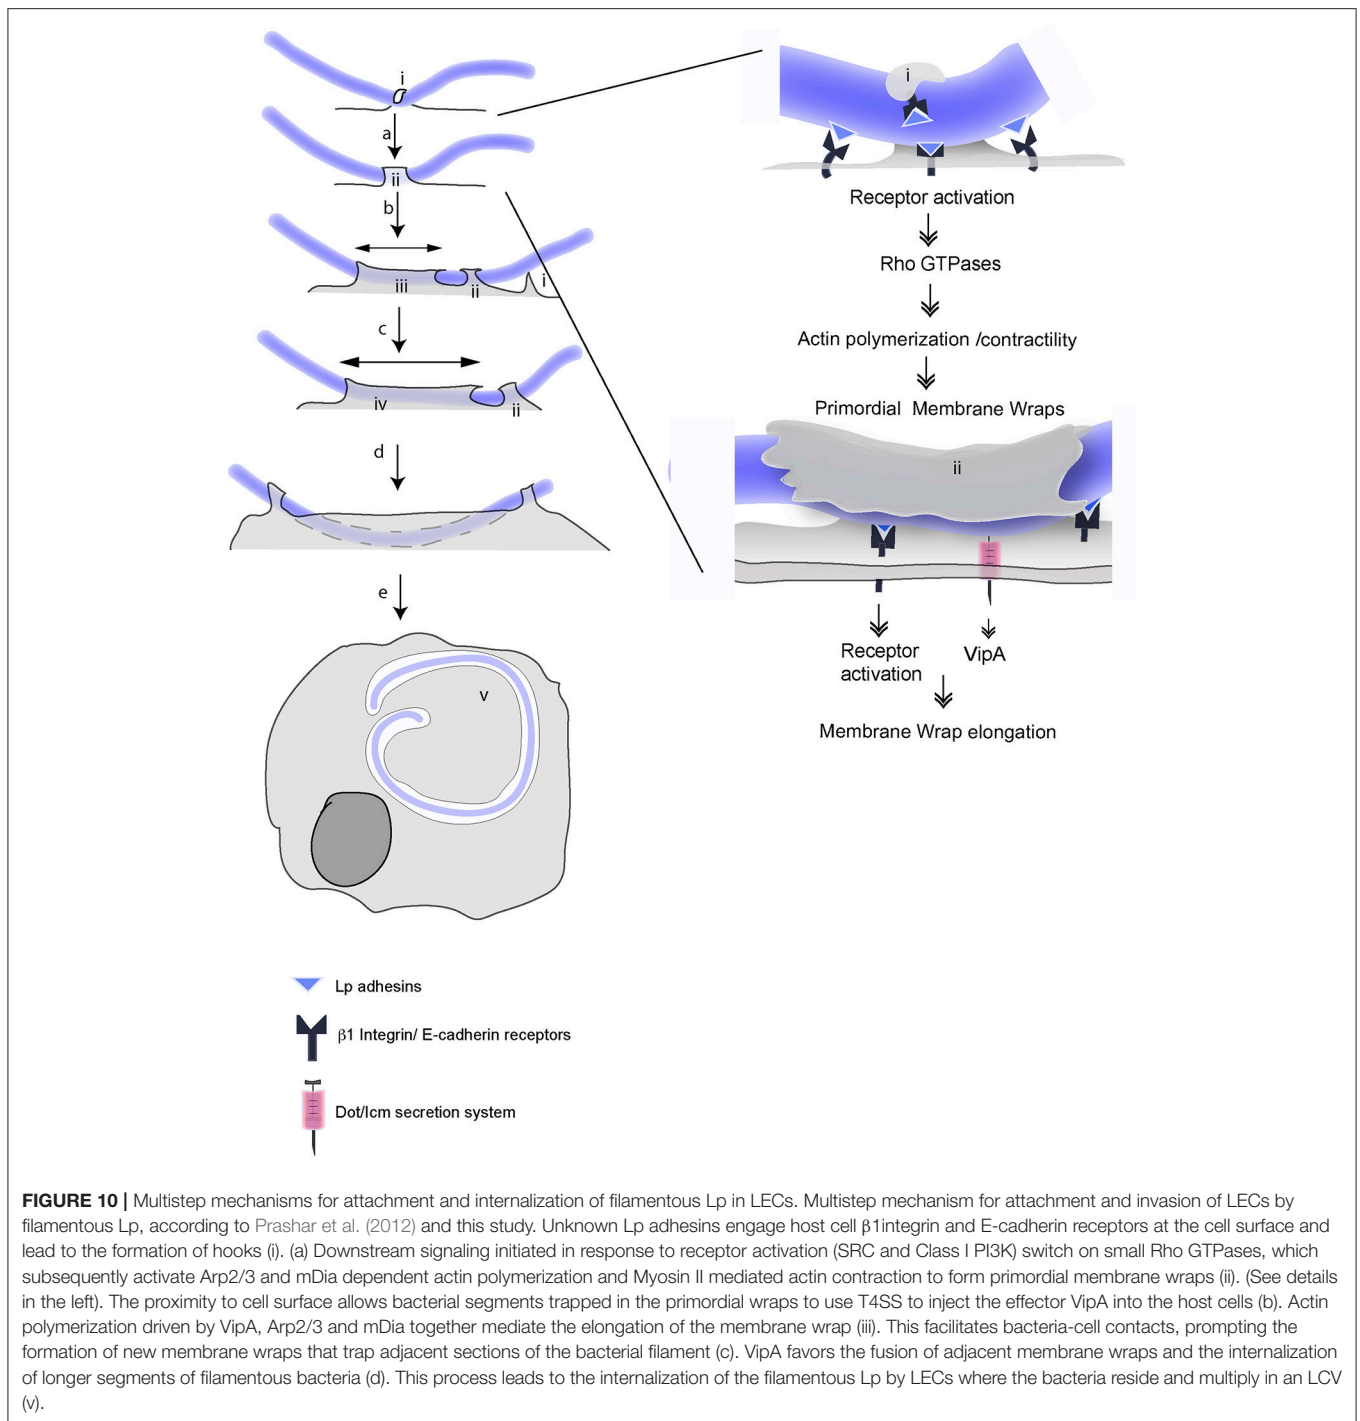 i
a
ii
b
iii
ii
i
c
iv
ii
d
e
v
i
Receptor activation
Rho GTPases
Actin polymerization /contractility
Primordial Membrane Wraps
ii
Receptor
activation
VipA
Membrane Wrap elongation
Lp adhesins
β1 Integrin/ E-cadherin receptors
Dot/Icm secretion system
FIGURE 10 | Multistep mechanisms for attachment and internalization of filamentous Lp in LECs. Multistep mechanism for attachment and invasion of LECs by
filamentous Lp, according to Prashar et al. (2012) and this study. Unknown Lp adhesins engage host cell β1integrin and E-cadherin receptors at the cell surface and
lead to the formation of hooks (i). (a) Downstream signaling initiated in response to receptor activation (SRC and Class I PI3K) switch on small Rho GTPases, which
subsequently activate Arp2/3 and mDia dependent actin polymerization and Myosin II mediated actin contraction to form primordial membrane wraps (ii). (See details
in the left). The proximity to cell surface allows bacterial segments trapped in the primordial wraps to use T4SS to inject the effector VipA into the host cells (b). Actin
polymerization driven by VipA, Arp2/3 and mDia together mediate the elongation of the membrane wrap (iii). This facilitates bacteria-cell contacts, prompting the
formation of new membrane wraps that trap adjacent sections of the bacterial filament (c). VipA favors the fusion of adjacent membrane wraps and the internalization
of longer segments of filamentous bacteria (d). This process leads to the internalization of the filamentous Lp by LECs where the bacteria reside and multiply in an LCV
(v).